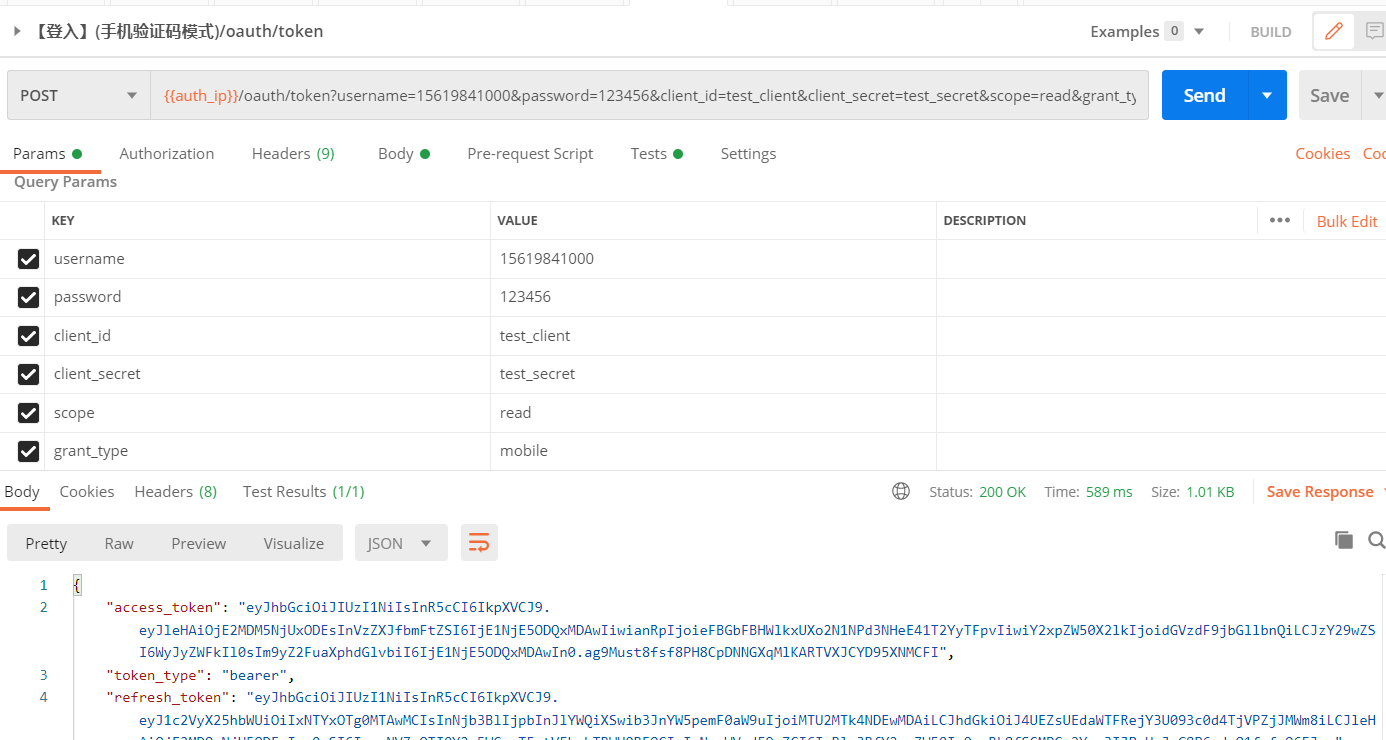 【登入】(手机验证码模式)/oauth/token
Examples 0
BUILD
POST
{{auth_ip}}/oauth/token?username=15619841000&password=123456&client_id=test_client&client_secret=test_secret&scope=read&grant_ty
Send
Save
Params
Authorization
Headers (9)
Body
Pre-request Script
Tests
Settings
Cookies
Coo
Query Params
KEY VALUE DESCRIPTION ••• Bulk Edit
username 15619841000
password 123456
client_id test_client
client_secret test_secret
scope read
grant_type mobile
Body Cookies Headers (8) Test Results (1/1) Status: 200 OK Time: 589 ms Size: 1.01 KB Save Response
Pretty Raw Preview Visualize JSON
1 {
2 "access_token": "eyJhbGciOiJIUzI1NiIsInR5cCI6IkpXVCJ9.
eyJleHAiOjE2MDM5NjUxODEsInVzZXJfbmFtZSI6IjE1NjE5ODQxMDAwIiwianRpIjoieFBGbFBHWlkxUXo2N1NPd3NHeE41T2YyTFpvIiwiY2xpZW50X2lkIjoidGVzdF9jbGllbnQiLCJzY29wZS
I6WyJyZWFkIl0sIm9yZ2FuaXphdGlvbiI6IjE1NjE5ODQxMDAwIn0.ag9Must8fsf8PH8CpDNNGXqMlKARTVXJCYD95XNMCFI",
3 "token_type": "bearer",
4 "refresh_token": "eyJhbGciOiJIUzI1NiIsInR5cCI6IkpXVCJ9.
eyJ1c2VyX25hbWUiOiIxNTYxOTg0MTAwMCIsInNjb3BlIjpbInJlYWQiXSwib3JnYW5pemF0aW9uIjoiMTU2MTk4NDEwMDAiLCJhdGkiOiJ4UEZsUEdaWTFRejY3U093c0d4TjVPZjJMWm8iLCJleH